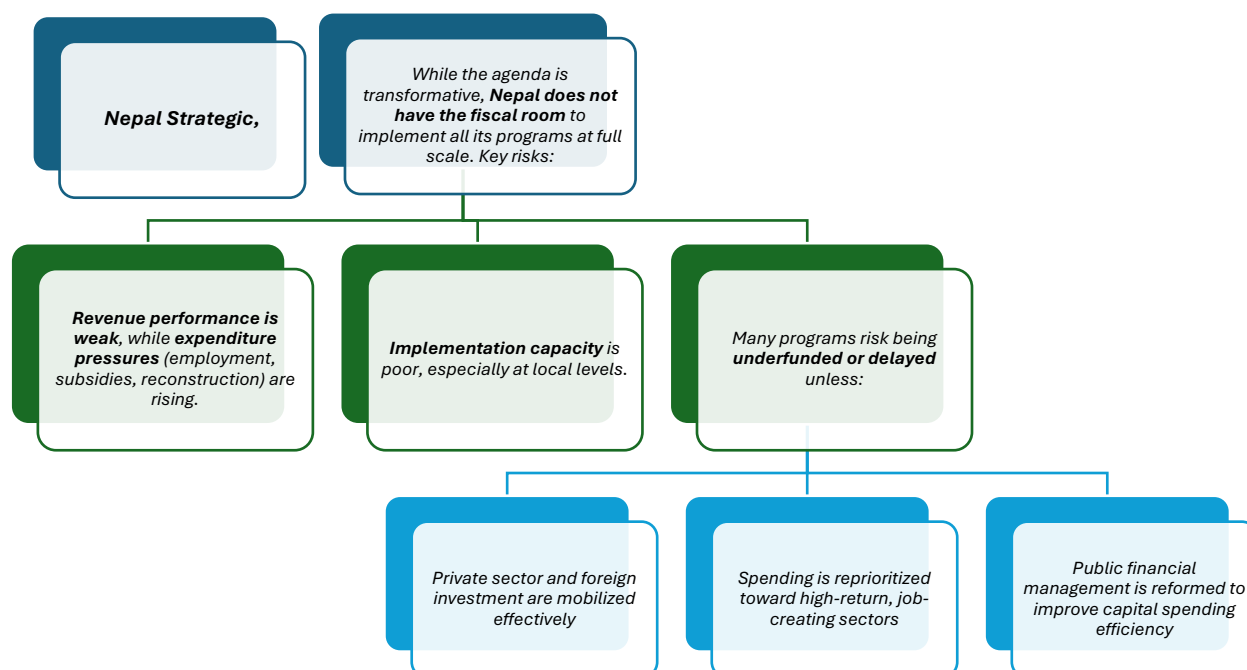 Nepal Strategic,
While the agenda is
transformative, Nepal does not
have the fiscal room to
implement all its programs at full
scale. Key risks:
Revenue performance is
weak, while expenditure
pressures (employment,
subsidies, reconstruction) are
rising.
Implementation capacity is
poor, especially at local levels.
Many programs risk being
underfunded or delayed
unless:
Private sector and foreign
investment are mobilized
effectively
Spending is reprioritized
toward high-return, job-
creating sectors
Public financial
management is reformed to
improve capital spending
efficiency